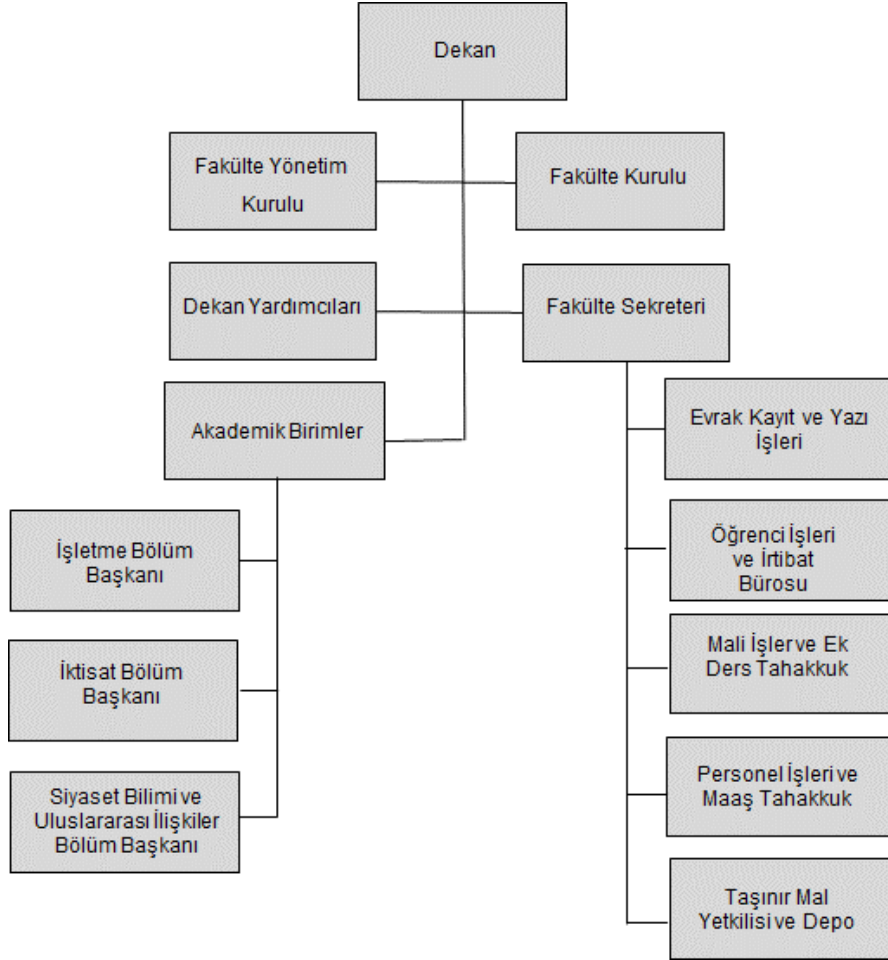 Dekan
Fakülte Yönetim
Kurulu
Fakülte Kurulu
Dekan Yardımcıları
Fakülte Sekreteri
Akademik Birimler
İşletme Bölüm
Başkanı
İktisat Bölüm
Başkanı
Siyaset Bilimi ve
Uluslararası İlişkiler
Bölüm Başkanı
Evrak Kayıt ve Yazı
İşleri
Öğrenci İşleri
ve İrtibat
Bürosu
Mali İşler ve Ek
Ders Tahakkuk
Personel İşleri ve
Maaş Tahakkuk
Taşınır Mal
Yetkilisi ve Depo